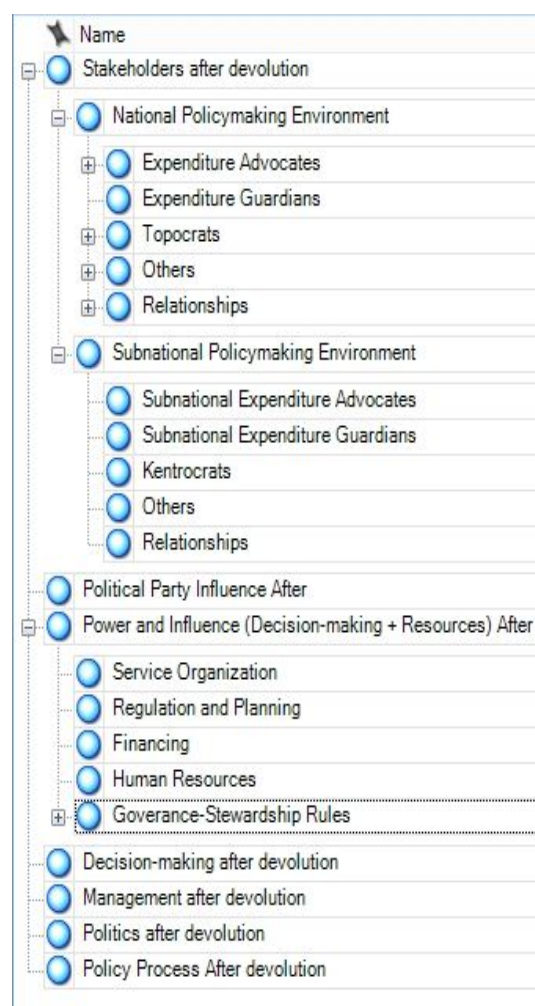 Name
Stakeholders after devolution
National Policymaking Environment
Expenditure Advocates
Expenditure Guardians
Topocrats
Others
Relationships
Subnational Policymaking Environment
Subnational Expenditure Advocates
Subnational Expenditure Guardians
Kentrocrats
Others
Relationships
Political Party Influence After
Power and Influence (Decision-making + Resources) After
Service Organization
Regulation and Planning
Financing
Human Resources
Goverance-Stewardship Rules
Decision-making after devolution
Management after devolution
Politics after devolution
Policy Process After devolution